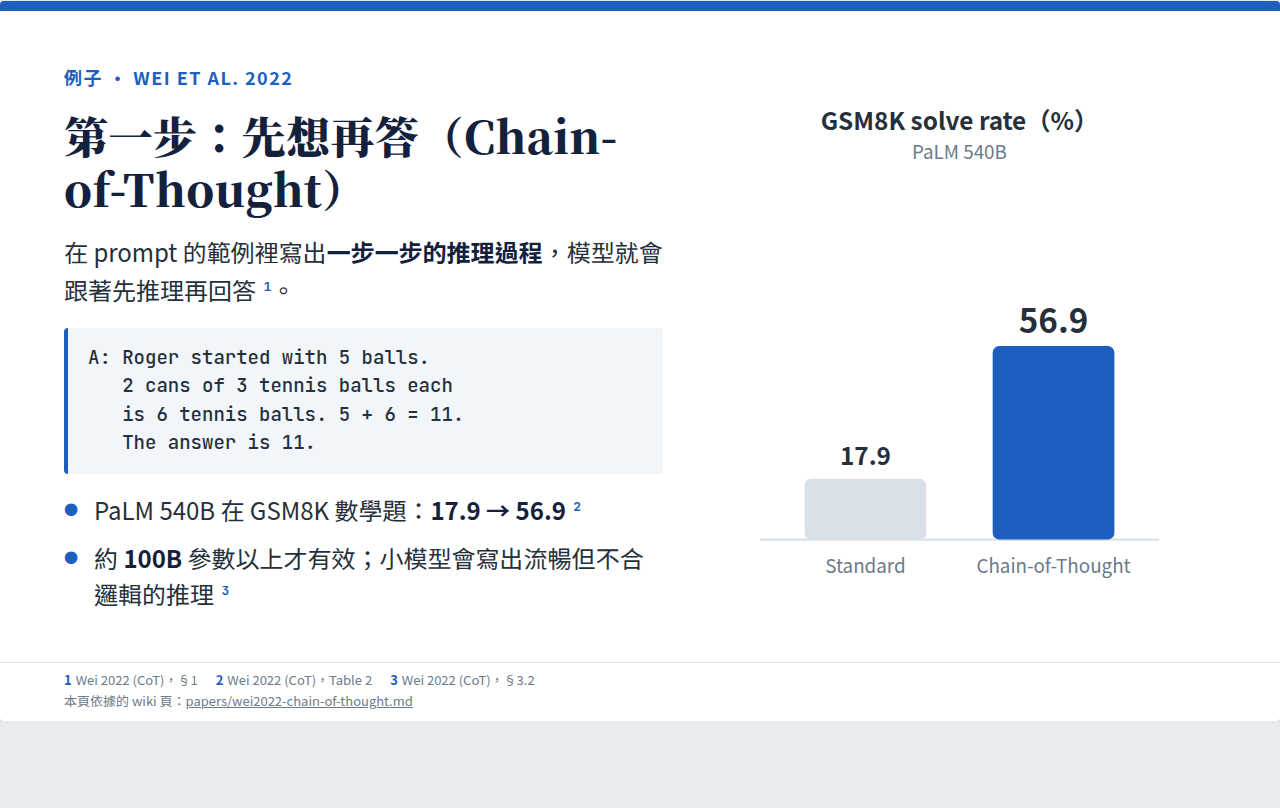 例子 · WEI ET AL. 2022
第一步：先想再答（Chain-
of-Thought）
在 prompt 的範例裡寫出一步一步的推理過程，模型就會
跟著先推理再回答 1。
A: Roger started with 5 balls.
2 cans of 3 tennis balls each
is 6 tennis balls. 5 + 6 = 11.
The answer is 11.
PaLM 540B 在 GSM8K 數學題：17.9 → 56.9 2
約 100B 參數以上才有效；小模型會寫出流暢但不合
邏輯的推理 3
GSM8K solve rate（%）
PaLM 540B
56.9
17.9
Standard
Chain-of-Thought
1 Wei 2022 (CoT)，§1 2 Wei 2022 (CoT)，Table 2 3 Wei 2022 (CoT)，§3.2
本頁依據的 wiki 頁：papers/wei2022-chain-of-thought.md